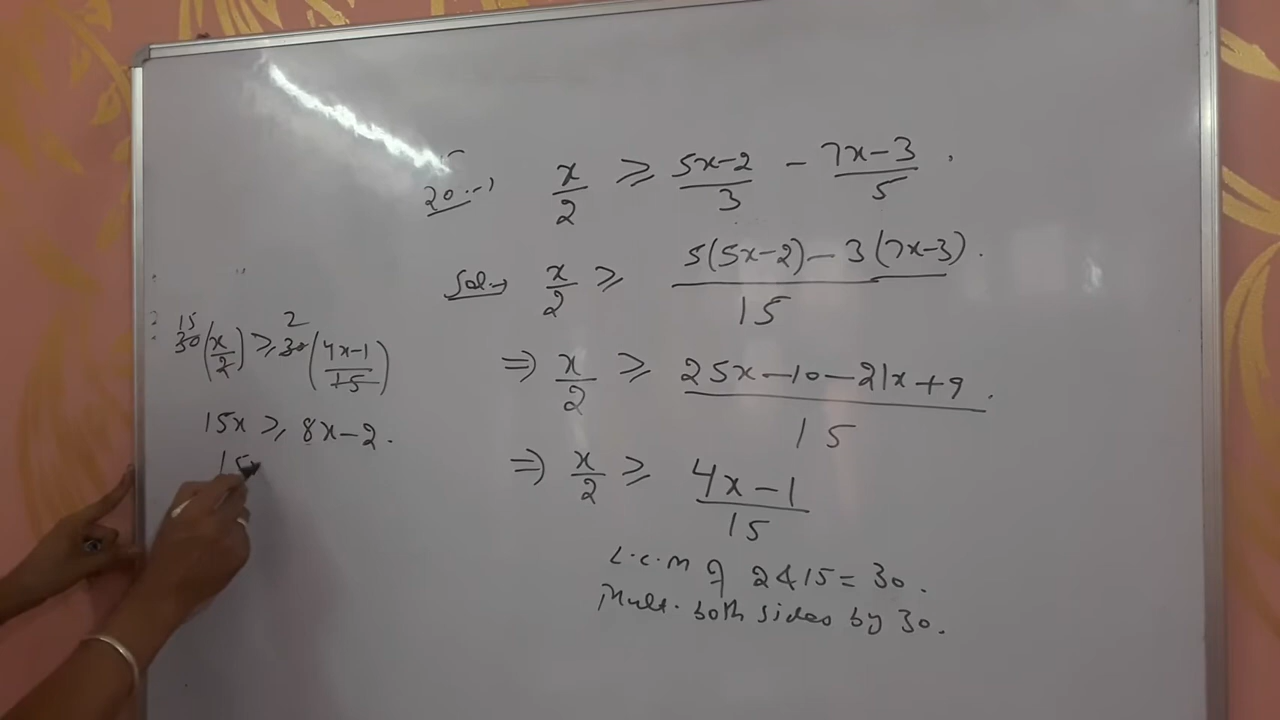 20.→ x/2 ⩾ (5x-2)/3 - (7x-3)/5 .
Sol.→ x/2 ⩾ (5(5x-2)-3(7x-3))/15 .
⇒ x/2 ⩾ (25x-10-21x+9)/15 .
⇒ x/2 ⩾ (4x-1)/15
L.C.M of 2 & 15 = 30 .
Mult. both sides by 30.
15 2
30(x/2) ⩾ 30((4x-1)/15)
15x ⩾ 8x-2 .
15x